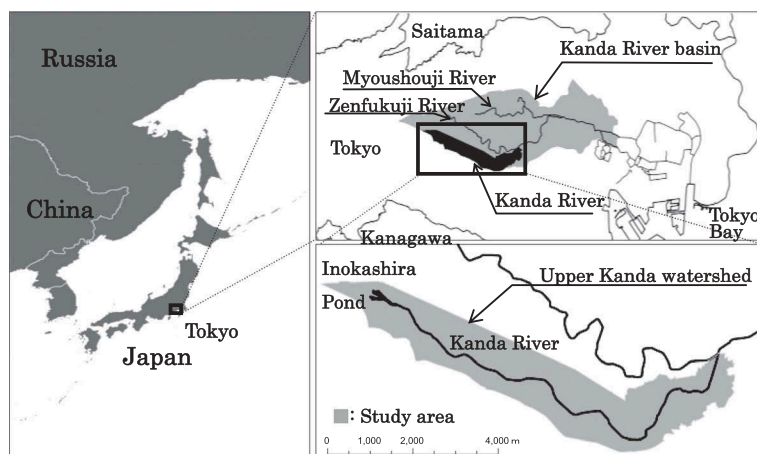 Russia
China
Tokyo
Japan
Saitama
Kanda River basin
Myoushouji River
Zenfukuji River
Tokyo
Kanda River
Tokyo
Bay
Kanagawa
Inokashira
Pond
Upper Kanda watershed
Kanda River
: Study area
0 1,000 2,000 4,000 m